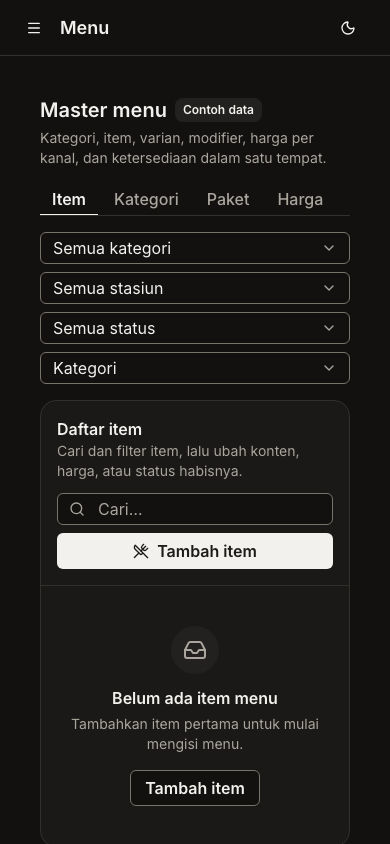 Menu
Master menu Contoh data
Kategori, item, varian, modifier, harga per
kanal, dan ketersediaan dalam satu tempat.
Item Kategori Paket Harga
Semua kategori
Semua stasiun
Semua status
Kategori
Daftar item
Cari dan filter item, lalu ubah konten,
harga, atau status habisnya.
Cari...
Tambah item
Belum ada item menu
Tambahkan item pertama untuk mulai
mengisi menu.
Tambah item